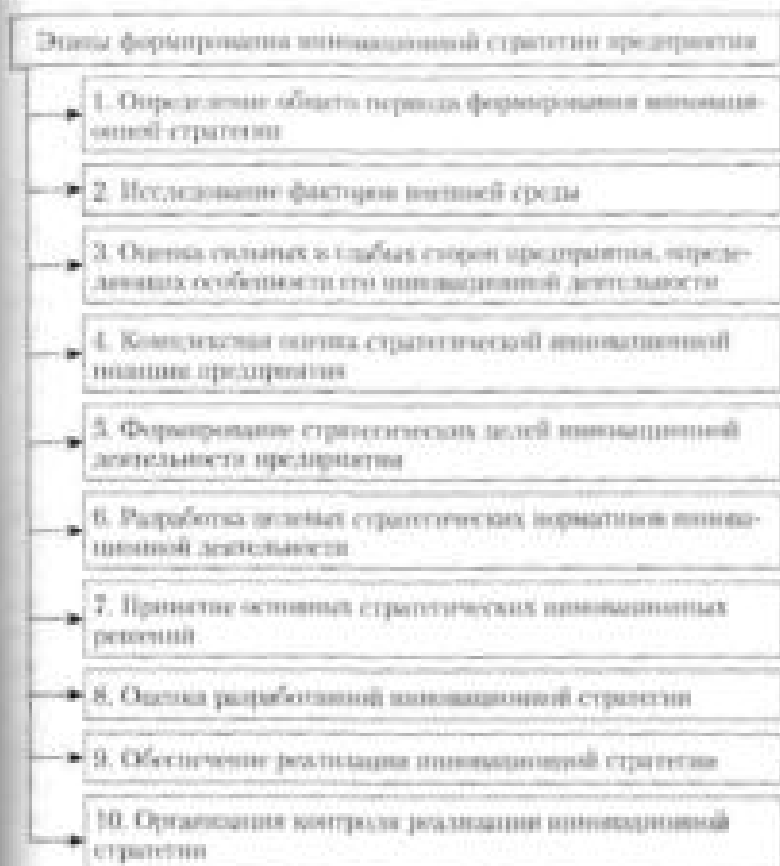 Этапы формирования инновационной стратегии предприятия
1. Определение общего периода формирования инноваци-
онной стратегии
2. Исследование факторов внешней среды
3. Оценка сильных и слабых сторон предприятия, опреде-
ляющих особенности его инновационной деятельности
4. Комплексная оценка стратегической инновационной
позиции предприятия
5. Формирование стратегических целей инновационной
деятельности предприятия
6. Разработка целевых стратегических нормативов иннова-
ционной деятельности
7. Принятие основных стратегических инновационных
решений
8. Оценка разработанной инновационной стратегии
9. Обеспечение реализации инновационной стратегии
10. Организация контроля реализации инновационной
стратегии